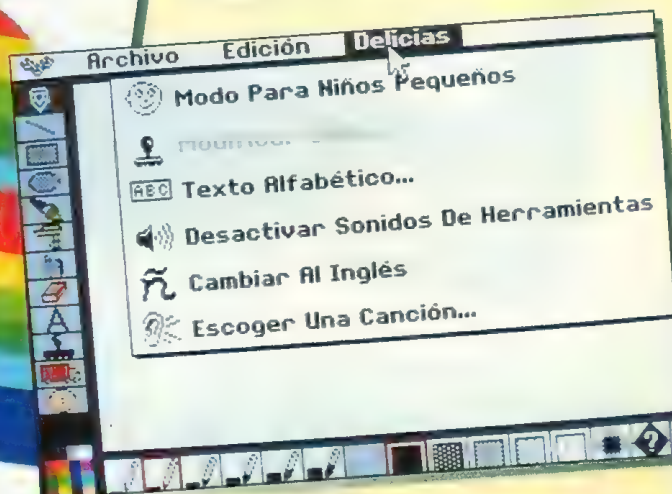 Archivo Edición Delicias
Modo Para Niños Pequeños
ABC Texto Alfabético...
Desactivar Sonidos De Herramientas
ñ Cambiar Al Inglés
Escoger Una Canción...
A
?